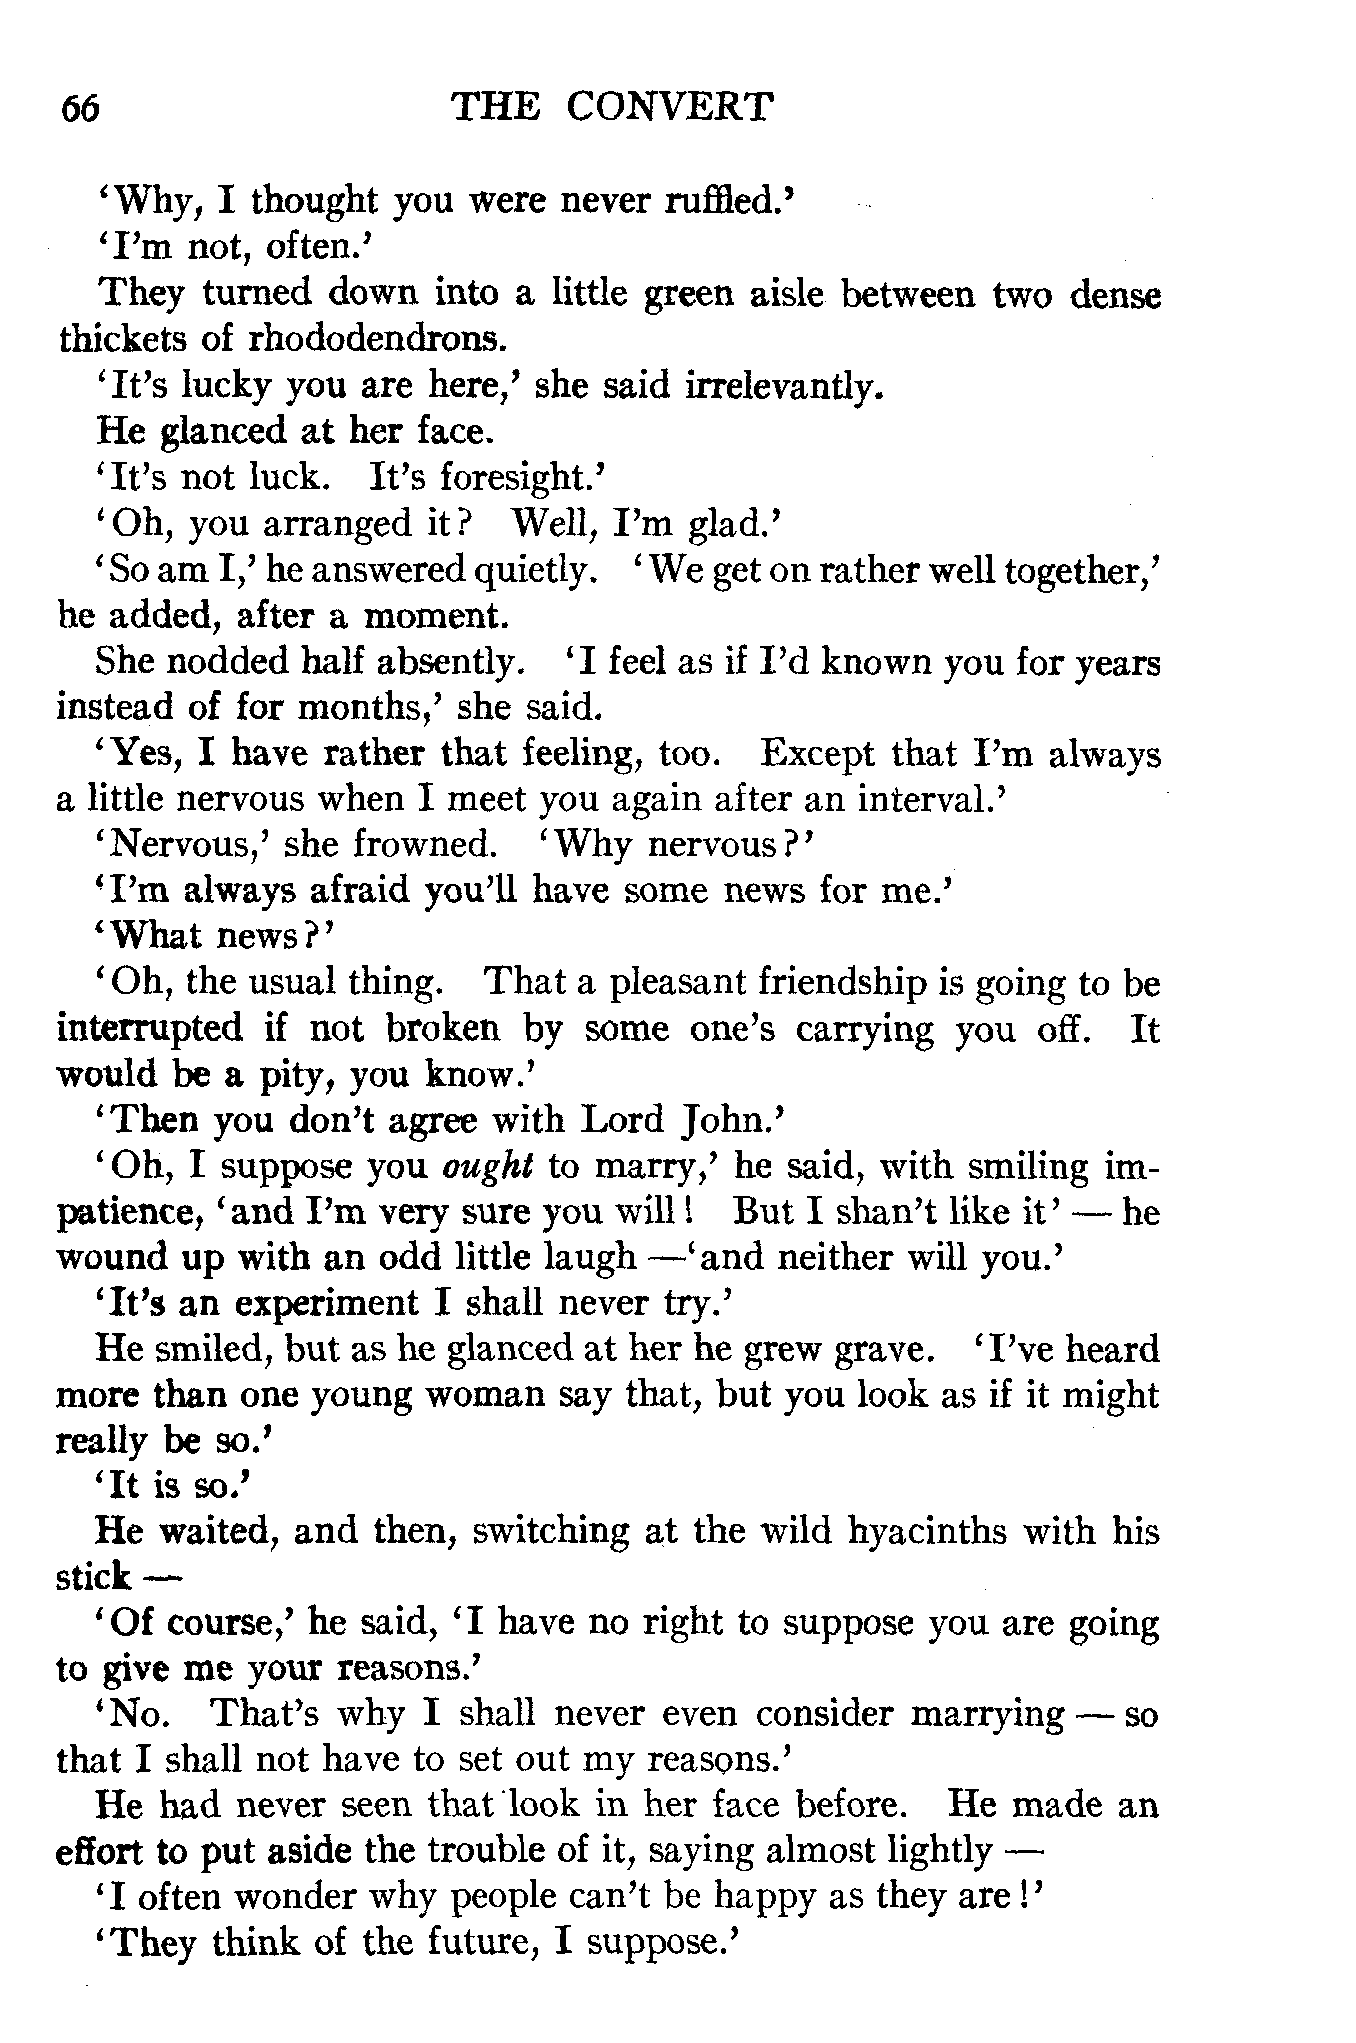 66 THE CONVERT
‘Why, I thought you were never ruffled.’
‘I’m not, often.’
They turned down into a little green aisle between two dense
thickets of rhododendrons.
‘It’s lucky you are here,’ she said irrelevantly.
He glanced at her face.
‘It’s not luck. It’s foresight.’
‘Oh, you arranged it? Well, I’m glad.’
‘So am I,’ he answered quietly. ‘We get on rather well together,’
he added, after a moment.
She nodded half absently. ‘I feel as if I’d known you for years
instead of for months,’ she said.
‘Yes, I have rather that feeling, too. Except that I’m always
a little nervous when I meet you again after an interval.’
‘Nervous,’ she frowned. ‘Why nervous?’
‘I’m always afraid you’ll have some news for me.’
‘What news?’
‘Oh, the usual thing. That a pleasant friendship is going to be
interrupted if not broken by some one’s carrying you off. It
would be a pity, you know.’
‘Then you don’t agree with Lord John.’
‘Oh, I suppose you ought to marry,’ he said, with smiling im-
patience, ‘and I’m very sure you will! But I shan’t like it’ — he
wound up with an odd little laugh —‘and neither will you.’
‘It’s an experiment I shall never try.’
He smiled, but as he glanced at her he grew grave. ‘I’ve heard
more than one young woman say that, but you look as if it might
really be so.’
‘It is so.’
He waited, and then, switching at the wild hyacinths with his
stick —
‘Of course,’ he said, ‘I have no right to suppose you are going
to give me your reasons.’
‘No. That’s why I shall never even consider marrying — so
that I shall not have to set out my reasons.’
He had never seen that look in her face before. He made an
effort to put aside the trouble of it, saying almost lightly —
‘I often wonder why people can’t be happy as they are!’
‘They think of the future, I suppose.’